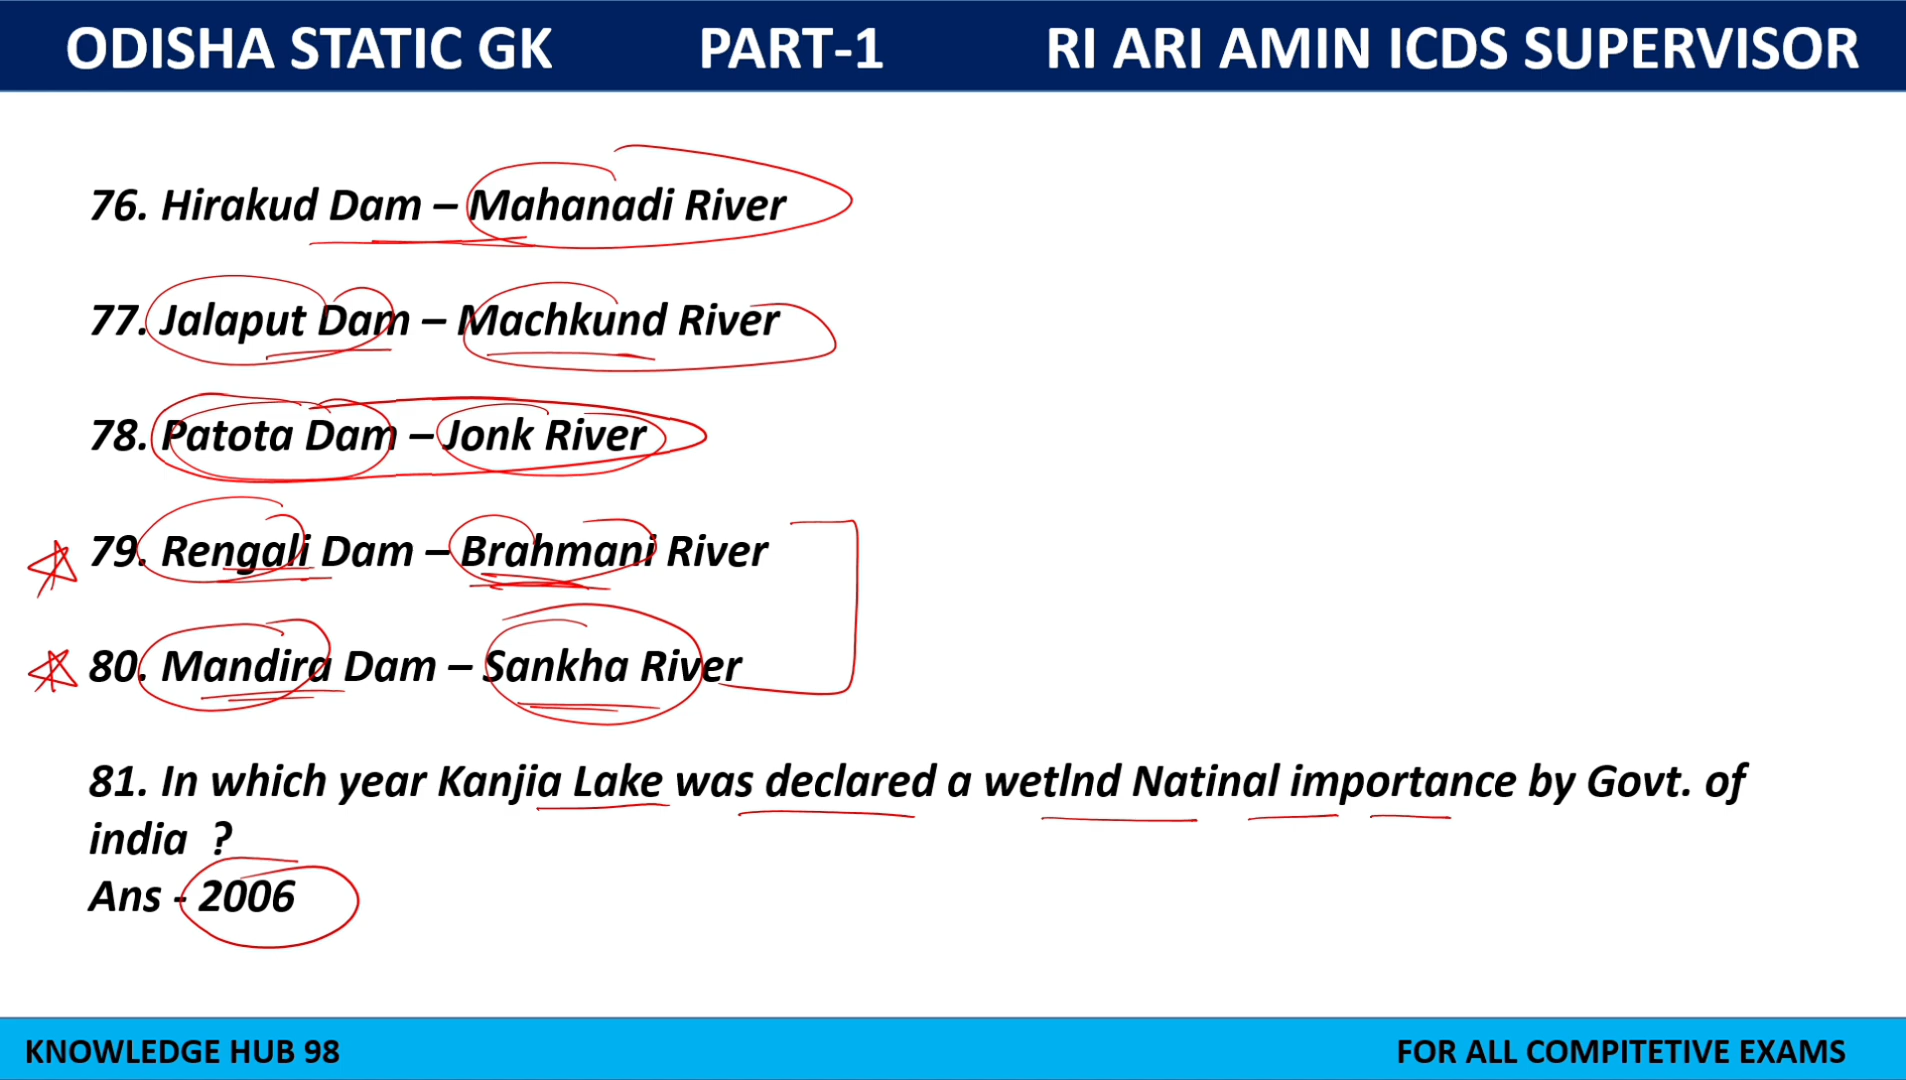 ODISHA STATIC GK PART-1 RI ARI AMIN ICDS SUPERVISOR
76. Hirakud Dam – Mahanadi River
77. Jalaput Dam – Machkund River
78. Patota Dam – Jonk River
79. Rengali Dam – Brahmani River
80. Mandira Dam – Sankha River
81. In which year Kanjia Lake was declared a wetlnd Natinal importance by Govt. of
india ?
Ans - 2006
KNOWLEDGE HUB 98 FOR ALL COMPITETIVE EXAMS